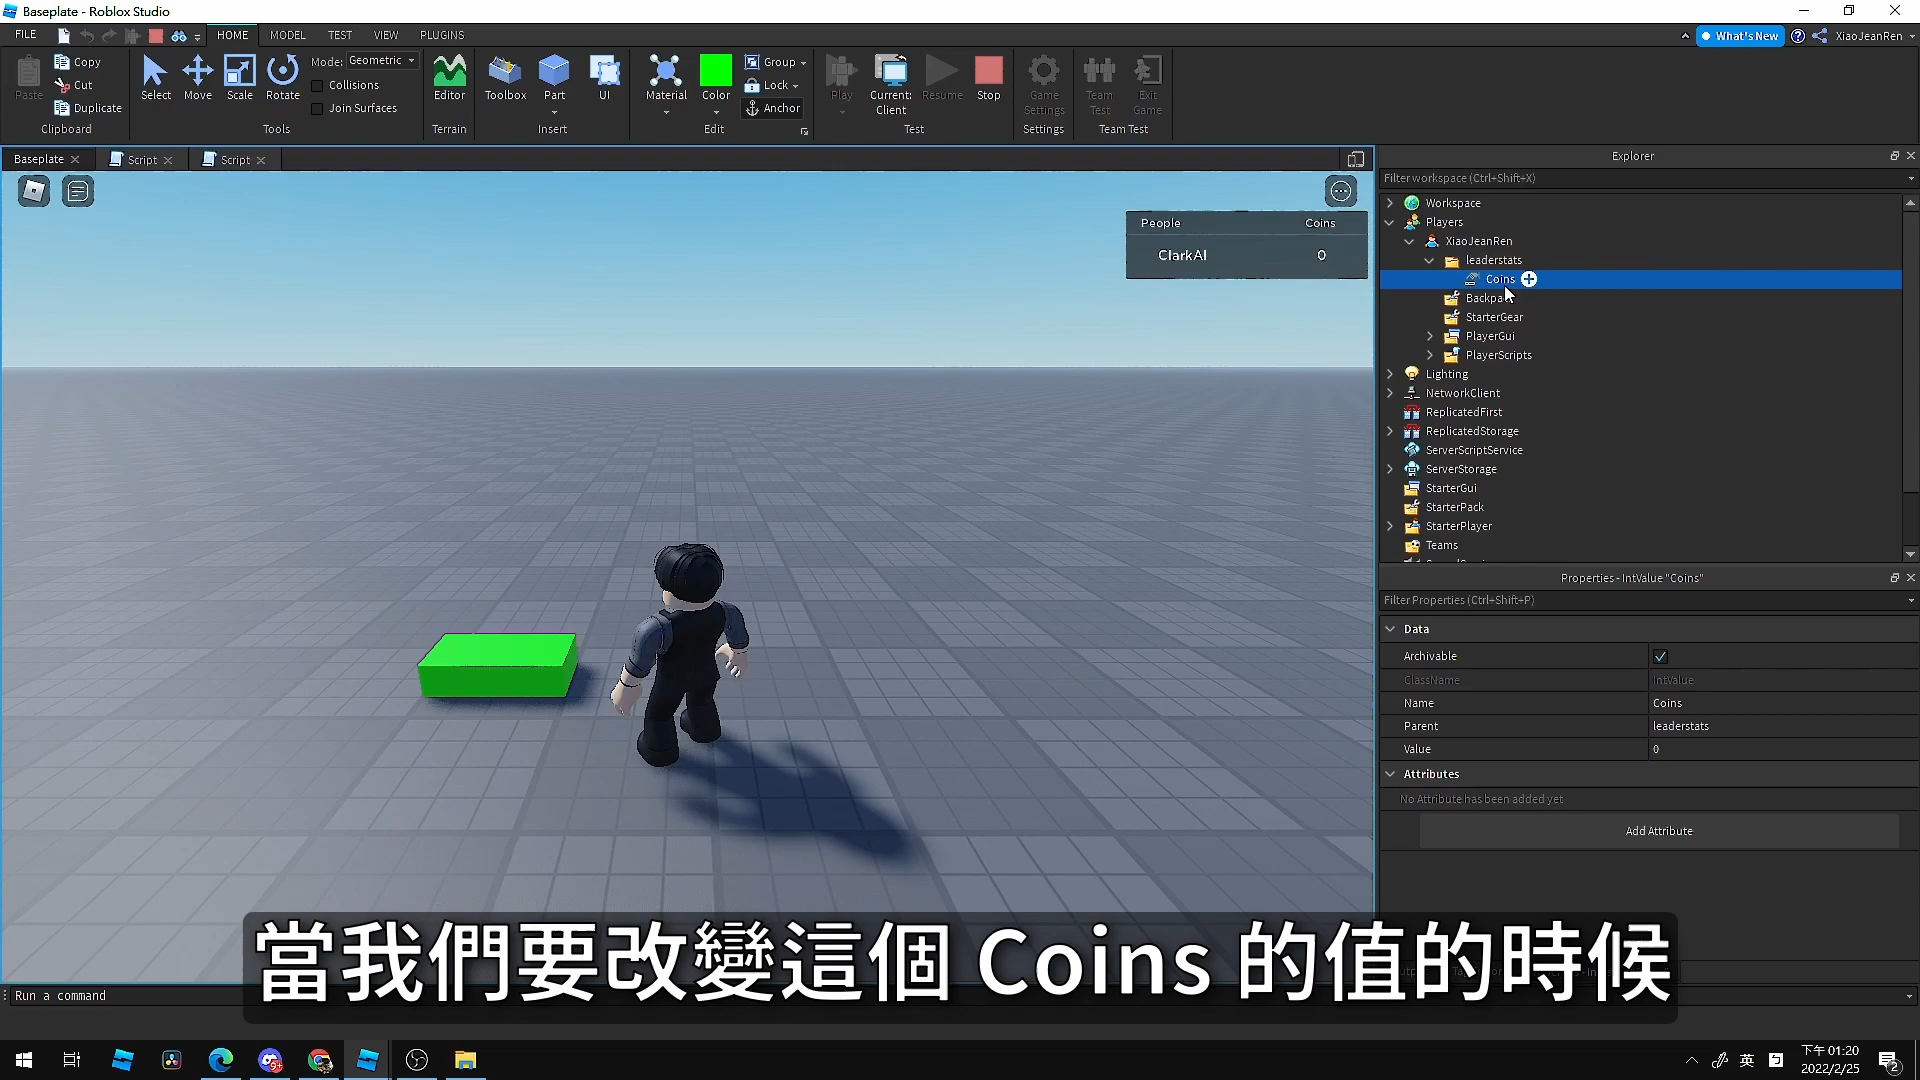 Baseplate - Roblox Studio
FILE HOME MODEL TEST VIEW PLUGINS What's New XiaoJeanRen
Paste Copy Cut Duplicate Clipboard
Select Move Scale Rotate Mode: Geometric Collisions Join Surfaces Tools
Editor Terrain
Toolbox Part UI Insert
Material Color Group Lock Anchor Edit
Play Current: Client Resume Stop Test
Game Settings Settings
Team Test Exit Game Team Test
Baseplate Script Script
People Coins
ClarkAI 0
Explorer
Filter workspace (Ctrl+Shift+X)
Workspace
Players
XiaoJeanRen
leaderstats
Coins
Backpa
StarterGear
PlayerGui
PlayerScripts
Lighting
NetworkClient
ReplicatedFirst
ReplicatedStorage
ServerScriptService
ServerStorage
StarterGui
StarterPack
StarterPlayer
Teams
Properties - IntValue "Coins"
Filter Properties (Ctrl+Shift+P)
Data
Archivable
ClassName IntValue
Name Coins
Parent leaderstats
Value 0
Attributes
No Attribute has been added yet
Add Attribute
當我們要改變這個 Coins 的值的時候
Run a command
9+
英
下午 01:20
2022/2/25
2